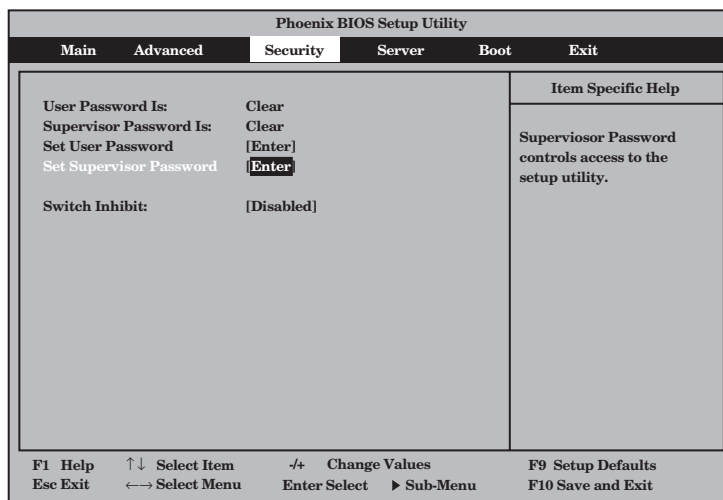 Phoenix BIOS Setup Utility
Main Advanced Security Server Boot Exit
Item Specific Help
User Password Is: Clear
Supervisor Password Is: Clear
Set User Password [Enter]
Set Supervisor Password [Enter]
Switch Inhibit: [Disabled]
Superviosor Password
controls access to the
setup utility.
F1 Help ↑↓ Select Item -/+ Change Values F9 Setup Defaults
Esc Exit ←→ Select Menu Enter Select ▶ Sub-Menu F10 Save and Exit